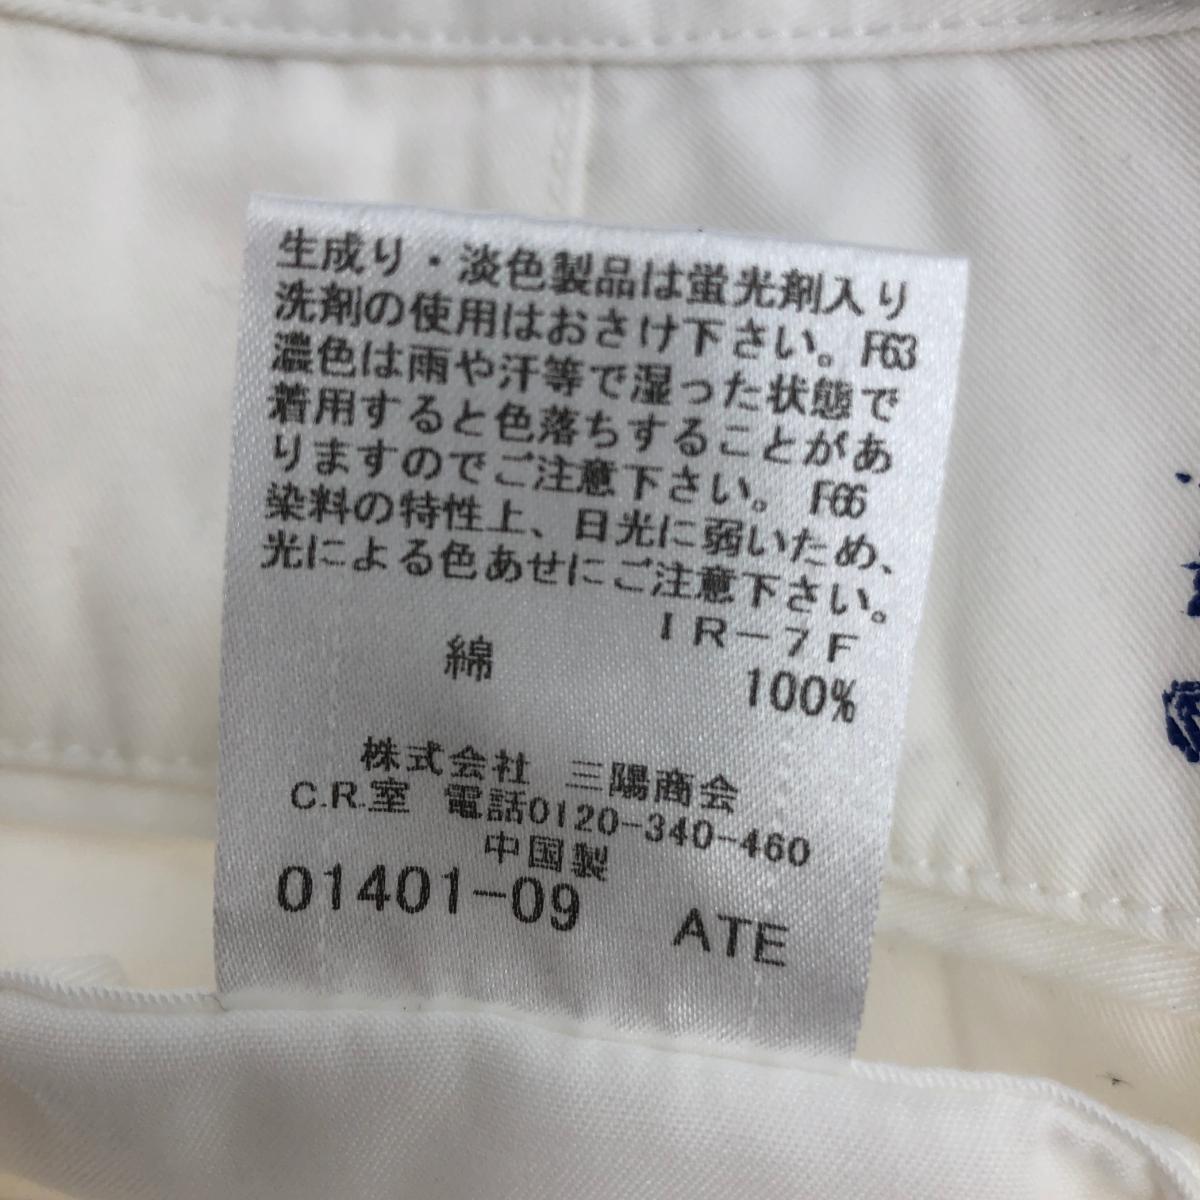 生成り・淡色製品は蛍光剤入り
洗剤の使用はおさけ下さい。F63
濃色は雨や汗等で湿った状態で
着用すると色落ちすることがあ
りますのでご注意下さい。 F66
染料の特性上、日光に弱いため、
光による色あせにご注意下さい。
IR-7F
綿 100%
株式会社 三陽商会
C.R.室 電話0120-340-460
中国製
01401-09 ATE